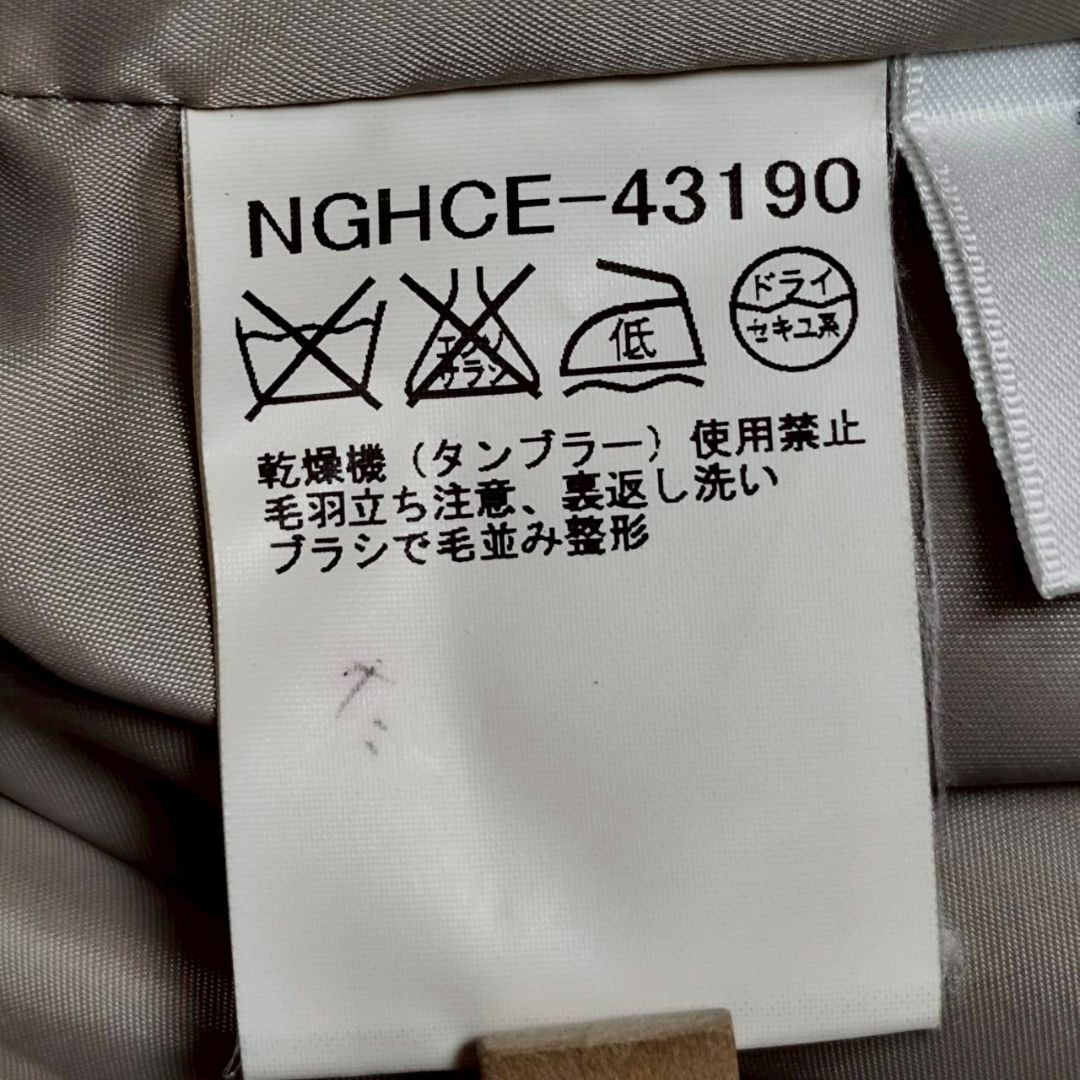 NGHCE-43190
エンソ
サラシ
低
ドライ
セキユ系
乾燥機（タンブラー）使用禁止
毛羽立ち注意、裏返し洗い
ブラシで毛並み整形